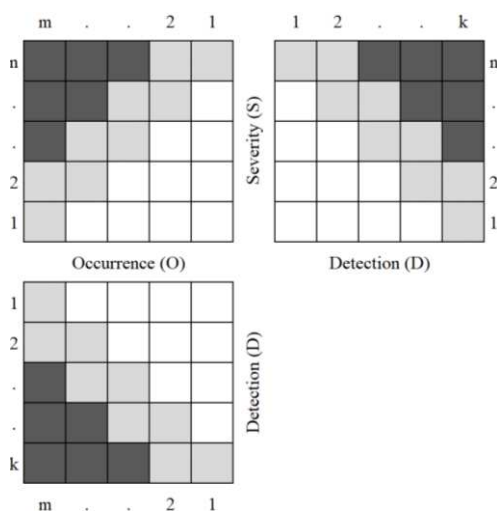 m . . 2 1
1 2 . . k
n
.
.
2
1
Severity (S)
n
.
.
2
1
Occurrence (O)
Detection (D)
1
2
.
.
k
Detection (D)
m . . 2 1